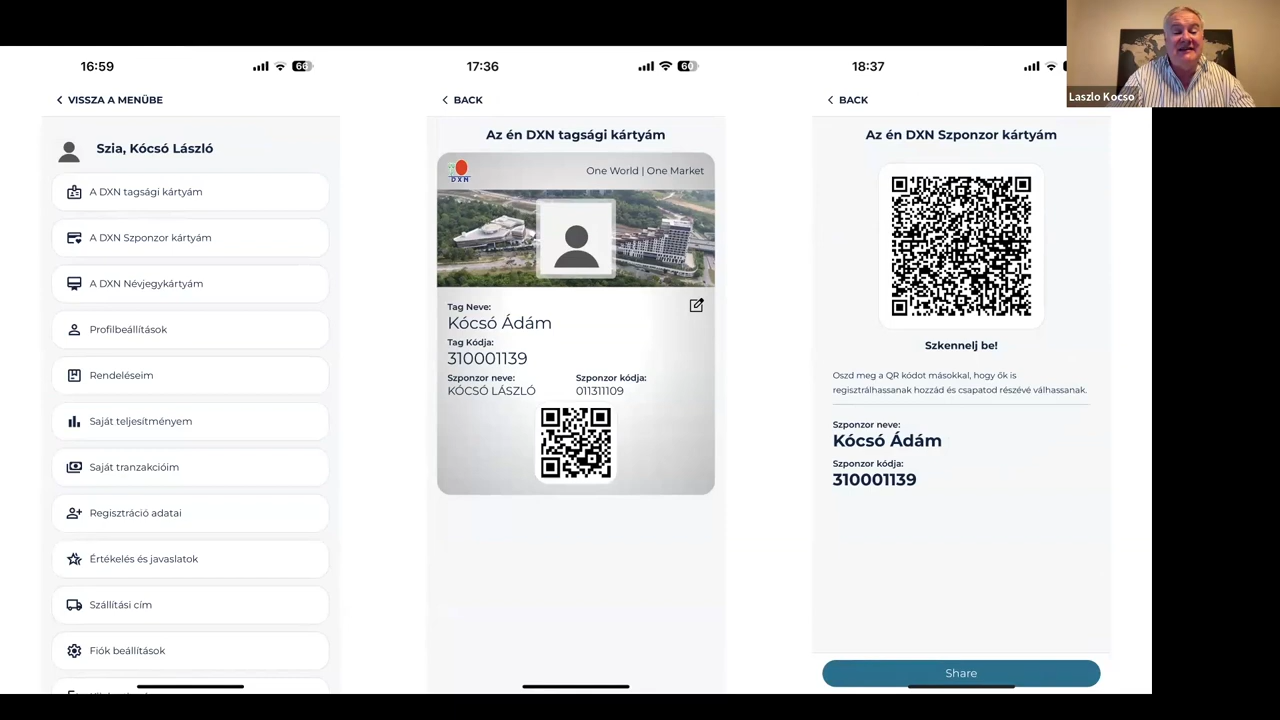 16:59
66
VISSZA A MENÜBE
Szia, Kócsó László
A DXN tagsági kártyám
A DXN Szponzor kártyám
A DXN Névjegykártyám
Profilbeállítások
Rendeléseim
Saját teljesítményem
Saját tranzakcióim
Regisztráció adatai
Értékelés és javaslatok
Szállítási cím
Fiók beállítások
17:36
60
BACK
Az én DXN tagsági kártyám
DXN
One World | One Market
Tag Neve:
Kócsó Ádám
Tag Kódja:
310001139
Szponzor neve: Szponzor kódja:
KÓCSÓ LÁSZLÓ 011311109
18:37
BACK
Az én DXN Szponzor kártyám
Szkennelj be!
Oszd meg a QR kódot másokkal, hogy ők is
regisztrálhassanak hozzád és csapatod részévé válhassanak.
Szponzor neve:
Kócsó Ádám
Szponzor kódja:
310001139
Share
Laszlo Kocso